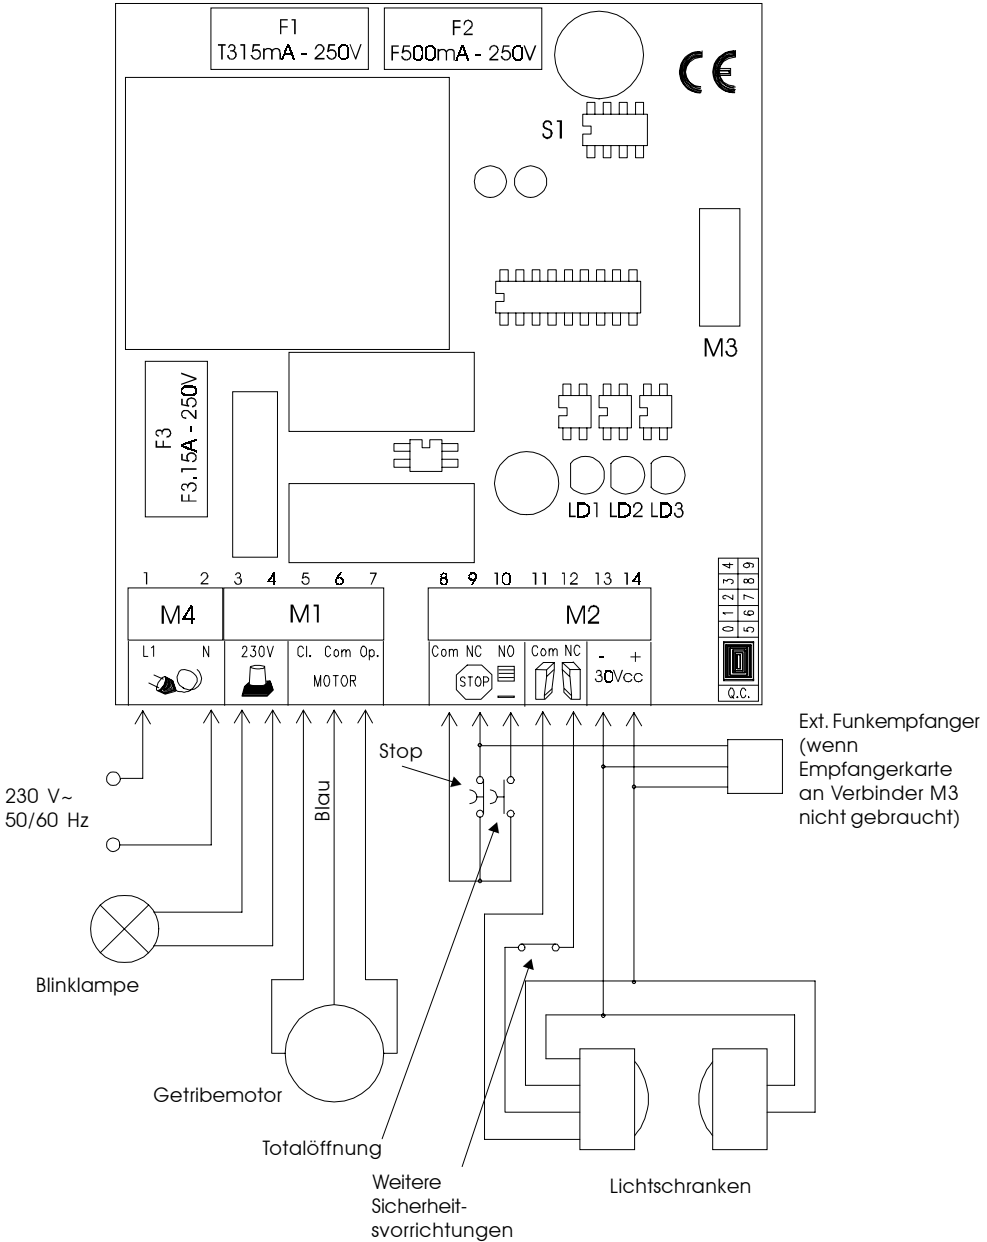 F1
T315mA - 250V
F2
F500mA - 250V
CE
S1
M3
F3
F3.15A - 250V
LD1 LD2 LD3
1 2 3 4 5 6 7 8 9 10 11 12 13 14
M4 M1 M2
L1 N 230V Cl. Com Op.
MOTOR
Com NC NO Com NC - +
STOP
30Vcc
0 1 2 3 4
5 6 7 8 9
Q.C.
230 V~
50/60 Hz
Blau
Stop
Ext. Funkempfanger
(wenn
Empfangerkarte
an Verbinder M3
nicht gebraucht)
Blinklampe
Getribemotor
Totalöffnung
Weitere
Sicherheit-
svorrichtungen
Lichtschranken